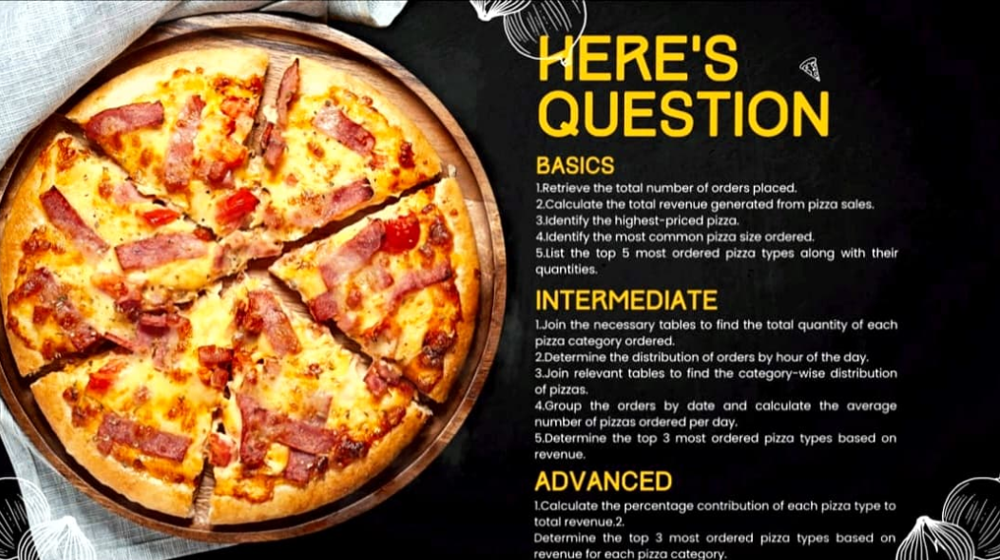 HERE'S
QUESTION
BASICS
1.Retrieve the total number of orders placed.
2.Calculate the total revenue generated from pizza sales.
3.Identify the highest-priced pizza.
4.Identify the most common pizza size ordered.
5.List the top 5 most ordered pizza types along with their
quantities.
INTERMEDIATE
1.Join the necessary tables to find the total quantity of each
pizza category ordered.
2.Determine the distribution of orders by hour of the day.
3.Join relevant tables to find the category-wise distribution
of pizzas.
4.Group the orders by date and calculate the average
number of pizzas ordered per day.
5.Determine the top 3 most ordered pizza types based on
revenue.
ADVANCED
1.Calculate the percentage contribution of each pizza type to
total revenue.2.
Determine the top 3 most ordered pizza types based on
revenue for each pizza category.